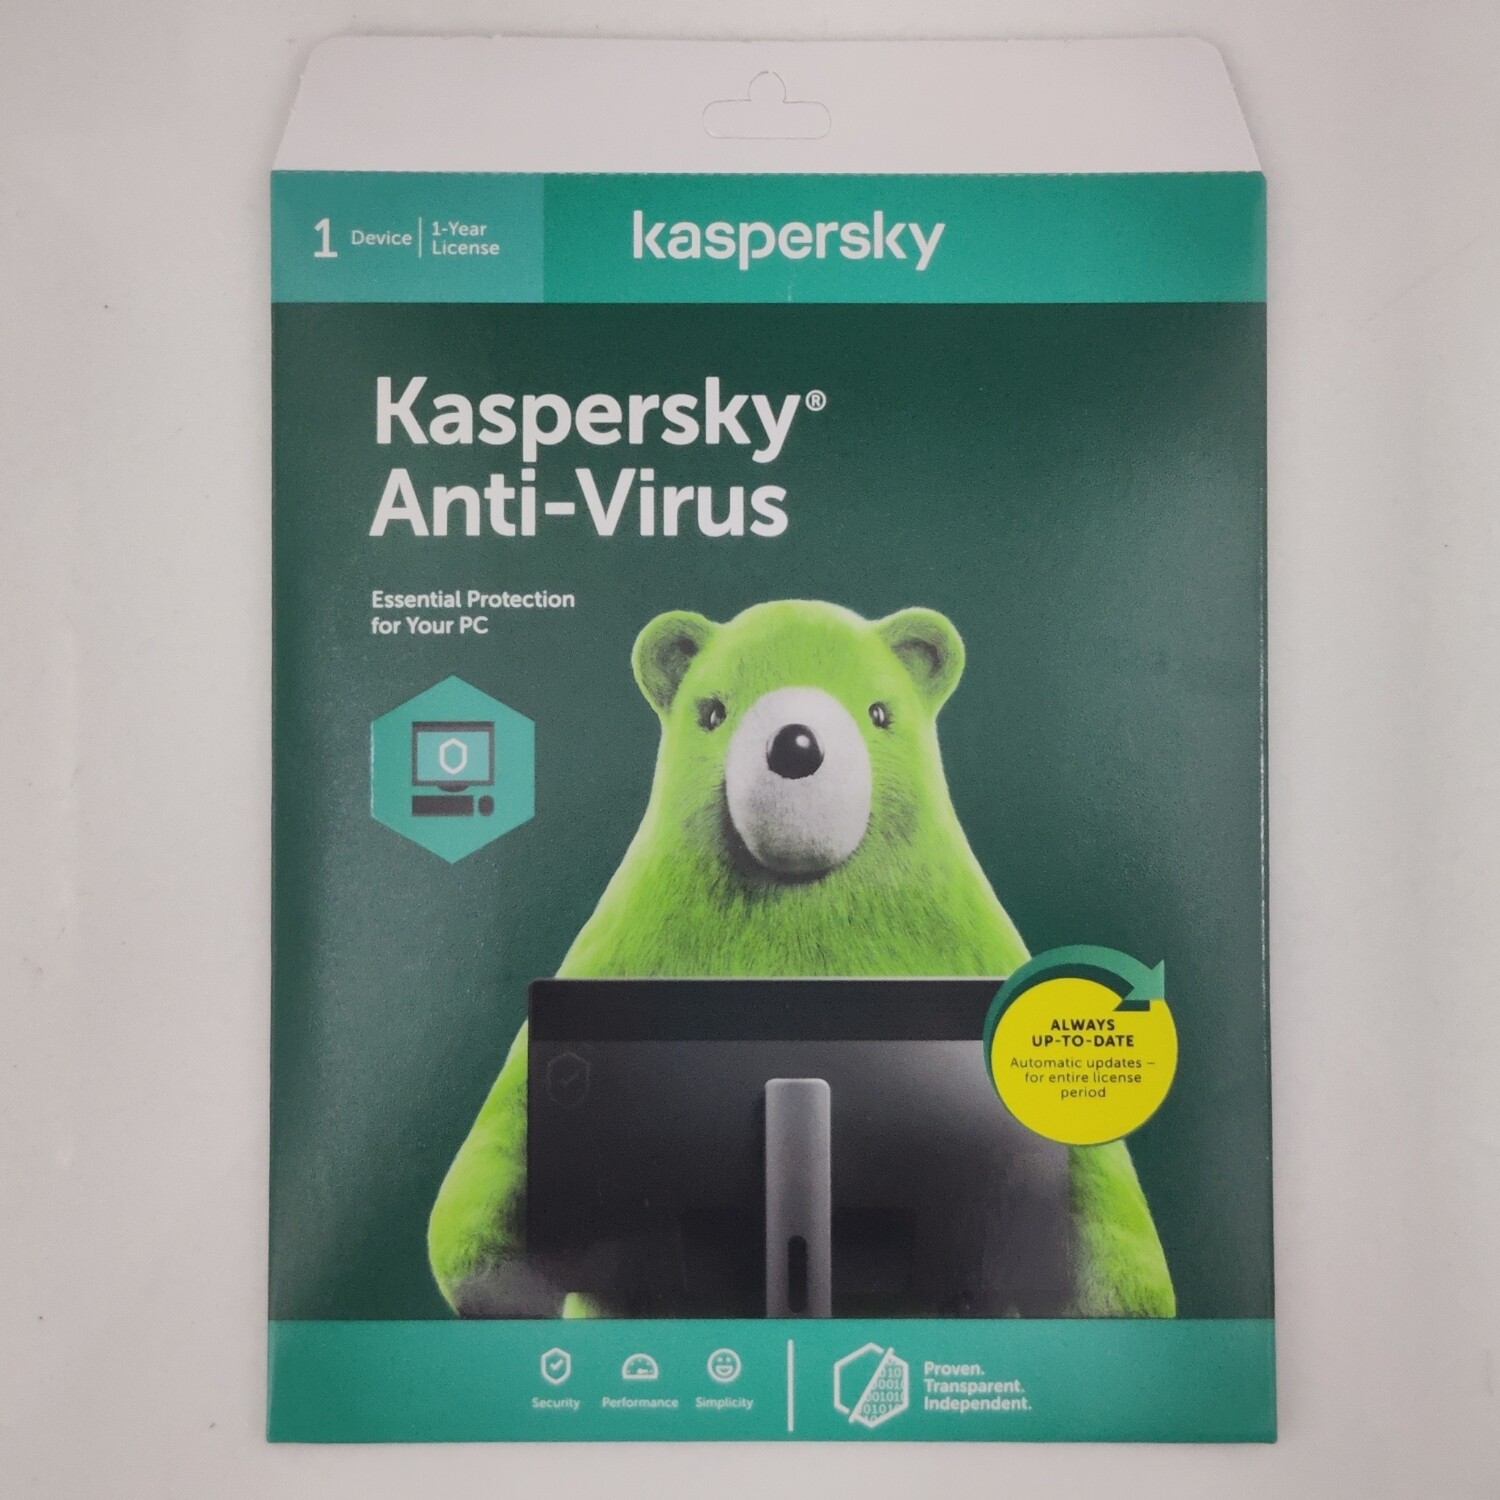 1 Device
1-Year
License
kaspersky
Kaspersky®
Anti-Virus
Essential Protection
for Your PC
ALWAYS
UP-TO-DATE
Automatic updates –
for entire license
period
Security
Performance
Simplicity
Proven.
Transparent.
Independent.